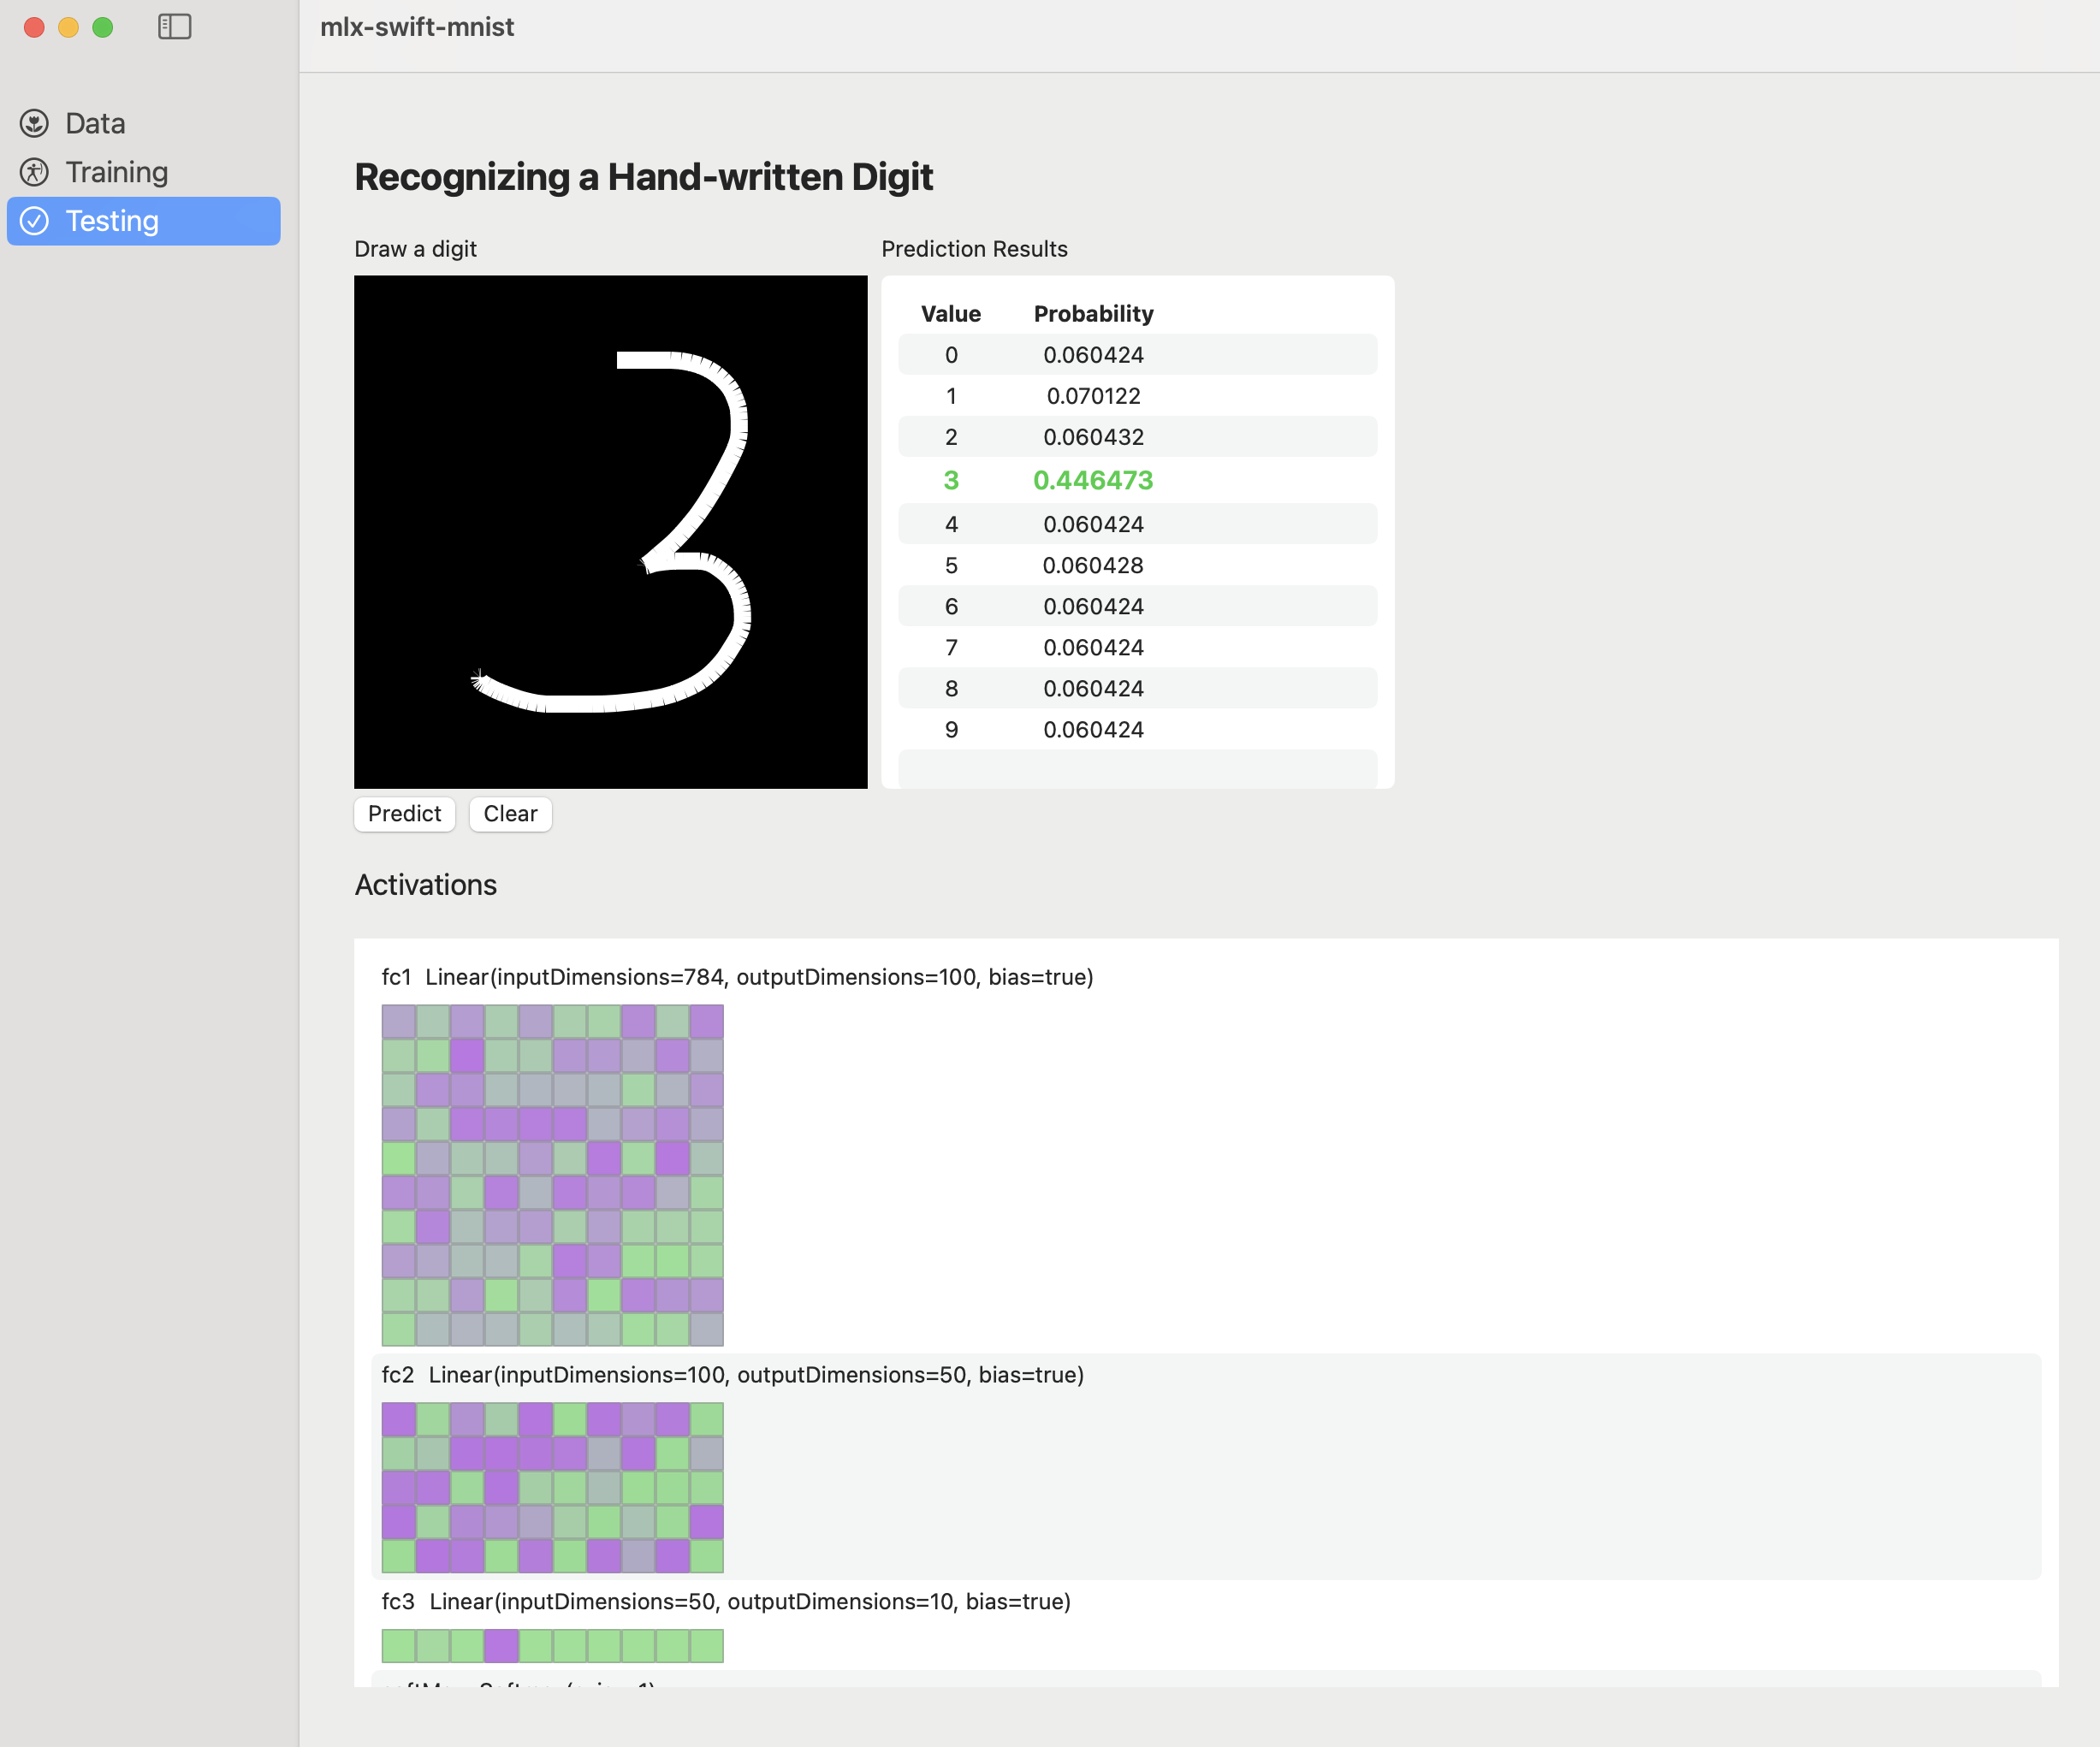 mlx-swift-mnist
Data
Training
Testing
Recognizing a Hand-written Digit
Draw a digit
3
Prediction Results
Value Probability
0 0.060424
1 0.070122
2 0.060432
3 0.446473
4 0.060424
5 0.060428
6 0.060424
7 0.060424
8 0.060424
9 0.060424
Predict Clear
Activations
fc1 Linear(inputDimensions=784, outputDimensions=100, bias=true)
fc2 Linear(inputDimensions=100, outputDimensions=50, bias=true)
fc3 Linear(inputDimensions=50, outputDimensions=10, bias=true)